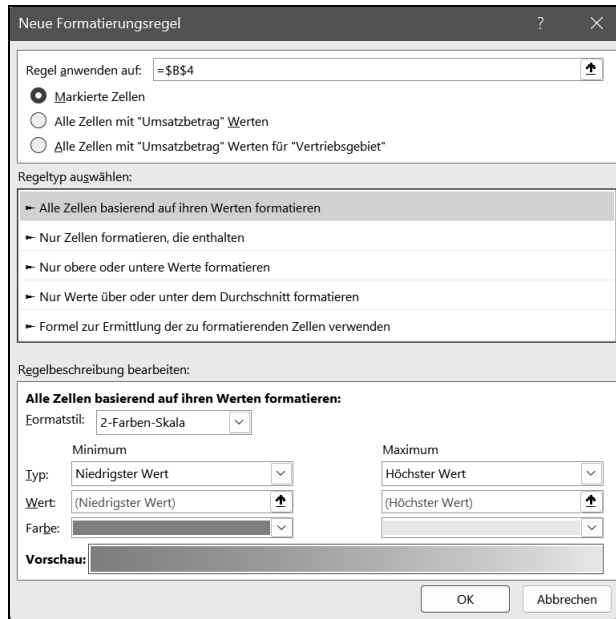 Neue Formatierungsregel ? ×
Regel anwenden auf: =$B$4
Markierte Zellen
Alle Zellen mit "Umsatzbetrag" Werten
Alle Zellen mit "Umsatzbetrag" Werten für "Vertriebsgebiet"
Regeltyp auswählen:
► Alle Zellen basierend auf ihren Werten formatieren
► Nur Zellen formatieren, die enthalten
► Nur obere oder untere Werte formatieren
► Nur Werte über oder unter dem Durchschnitt formatieren
► Formel zur Ermittlung der zu formatierenden Zellen verwenden
Regelbeschreibung bearbeiten:
Alle Zellen basierend auf ihren Werten formatieren:
Formatstil: 2-Farben-Skala
Minimum Maximum
Typ: Niedrigster Wert Höchster Wert
Wert: (Niedrigster Wert) (Höchster Wert)
Farbe:
Vorschau:
OK Abbrechen